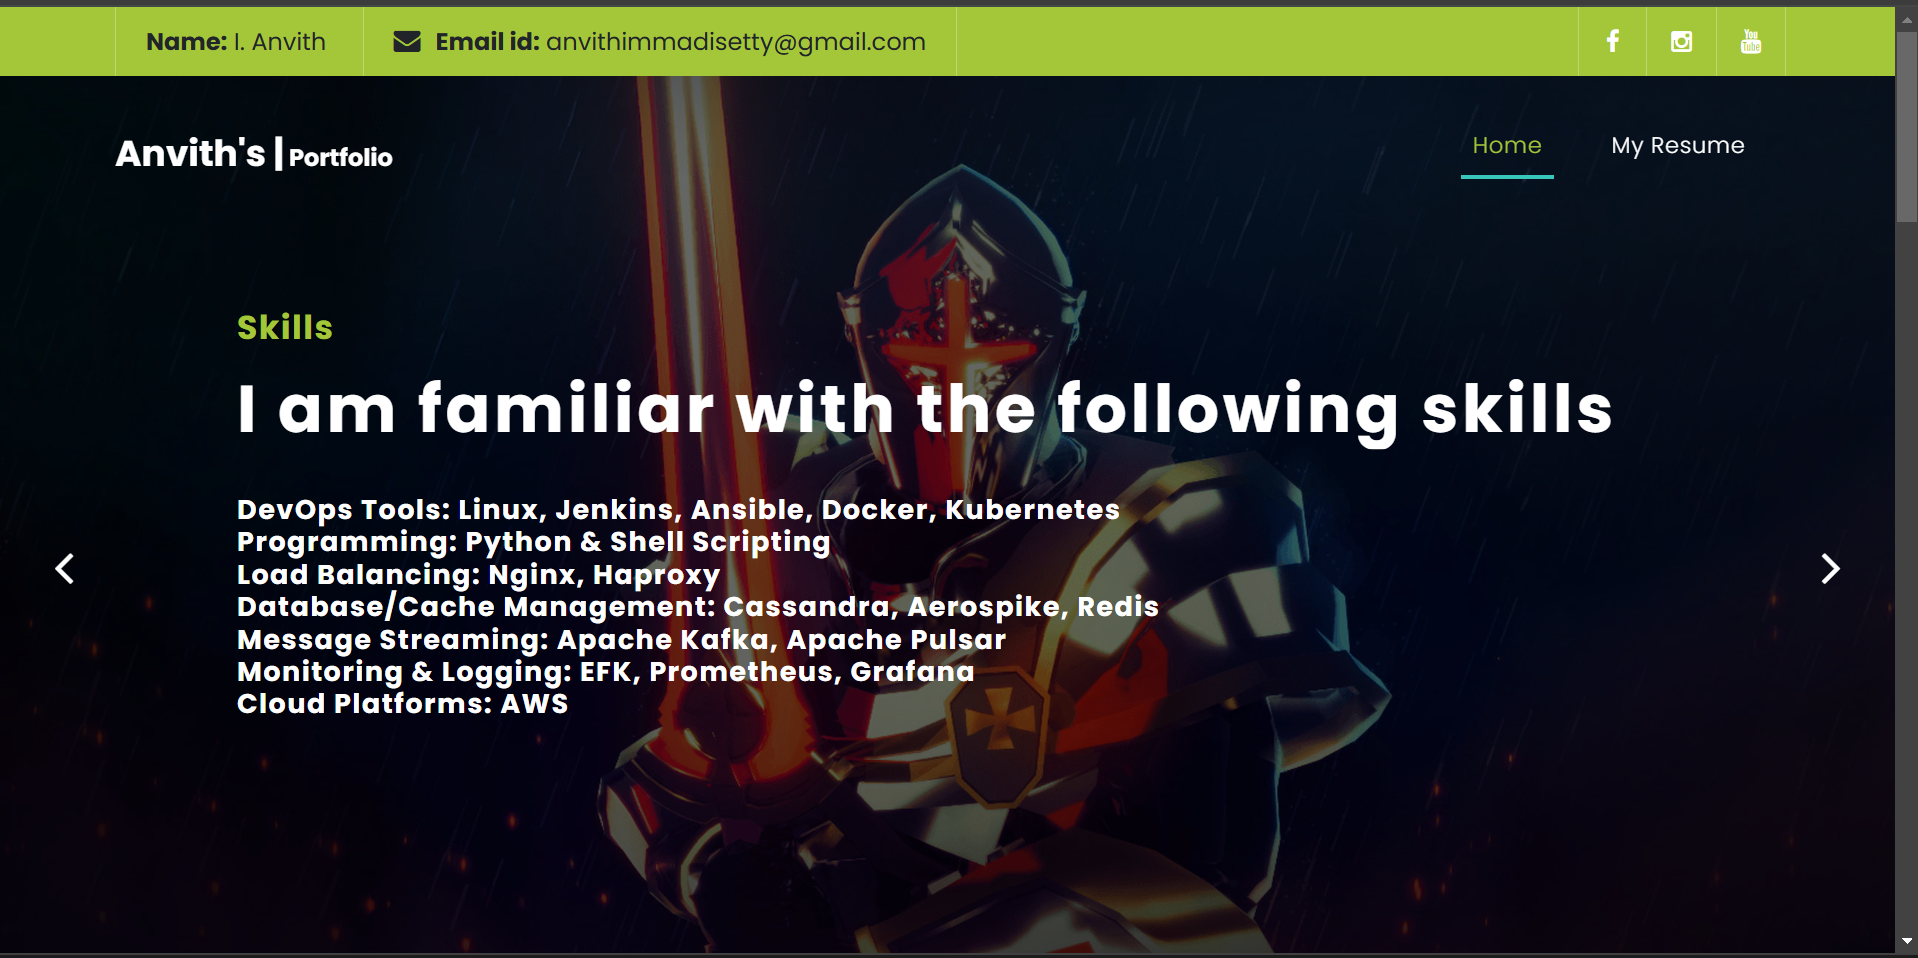 Name: I. Anvith
Email id: anvithimmadisetty@gmail.com
You Tube
Anvith's | Portfolio
Home
My Resume
Skills
I am familiar with the following skills
DevOps Tools: Linux, Jenkins, Ansible, Docker, Kubernetes
Programming: Python & Shell Scripting
Load Balancing: Nginx, Haproxy
Database/Cache Management: Cassandra, Aerospike, Redis
Message Streaming: Apache Kafka, Apache Pulsar
Monitoring & Logging: EFK, Prometheus, Grafana
Cloud Platforms: AWS